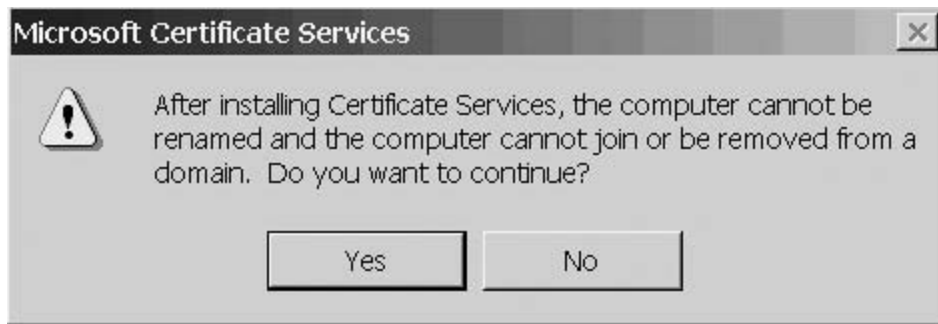 Microsoft Certificate Services
After installing Certificate Services, the computer cannot be
renamed and the computer cannot join or be removed from a
domain. Do you want to continue?
Yes
No